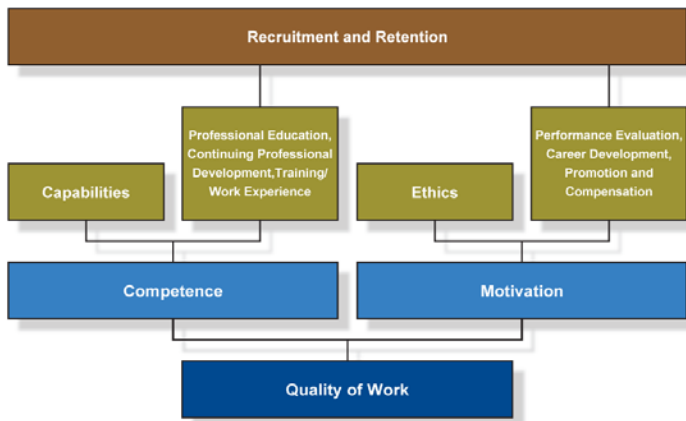 Recruitment and Retention
Professional Education,
Continuing Professional
Development,Training/
Work Experience
Performance Evaluation,
Career Development,
Promotion and
Compensation
Capabilities
Ethics
Competence
Motivation
Quality of Work